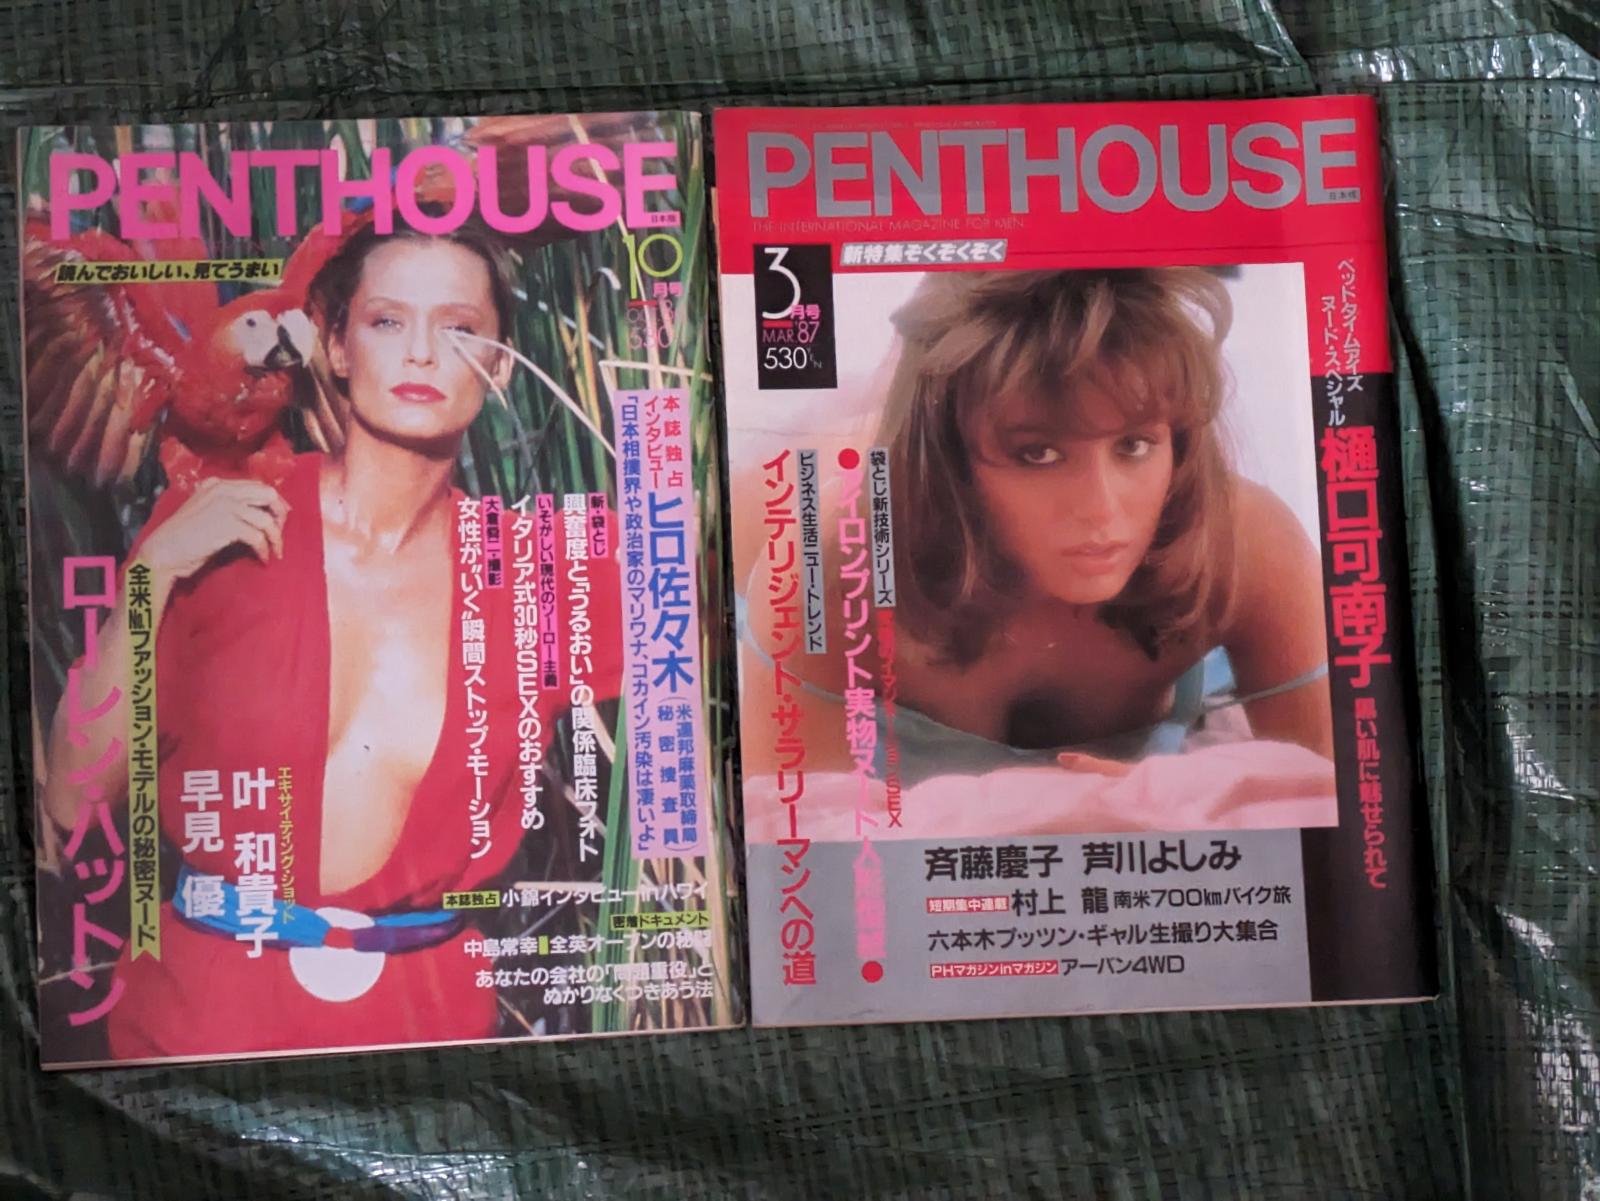 PENTHOUSE
日本版
読んでおいしい、見てうまい
10
月号
530
本誌独占
インタビュー
ヒロ佐々木
(米連邦麻薬取締局
秘密捜査員)
「日本相撲界や政治家のマリワナ、コカイン汚染は凄いよ」
新・袋とじ
興奮度と「うるおい」の関係臨床フォト
いそがしい現代のソーロー主義
イタリア式30秒SEXのおすすめ
撮影
女性が“いく”瞬間ストップ・モーション
全米No.1ファッション・モデルの秘密ヌード
ローレン・ハットン
エキサイティング・ショット
叶 和貴子
早見 優
本誌独占 小錦インタビューinハワイ
密着ドキュメント
中島常幸 全英オープンの秘
あなたの会社の「問題重役」と
ぬかりなくつきあう法
PENTHOUSE
日本版
THE INTERNATIONAL MAGAZINE FOR MEN
3
月号
MAR.'87
530YEN
新特集ぞくぞくぞく
ベッドタイムアイズ
ヌード・スペシャル
樋口可南子
黒い肌に魅せられて
袋とじ新技術シリーズ
SEX
ビジネス生活ニュー・トレンド
インテリジェント・サラリーマンへの道
斉藤慶子 芦川よしみ
短期集中連載 村上 龍 南米700kmバイク旅
六本木プッツン・ギャル生撮り大集合
PHマガジンinマガジン アーバン4WD